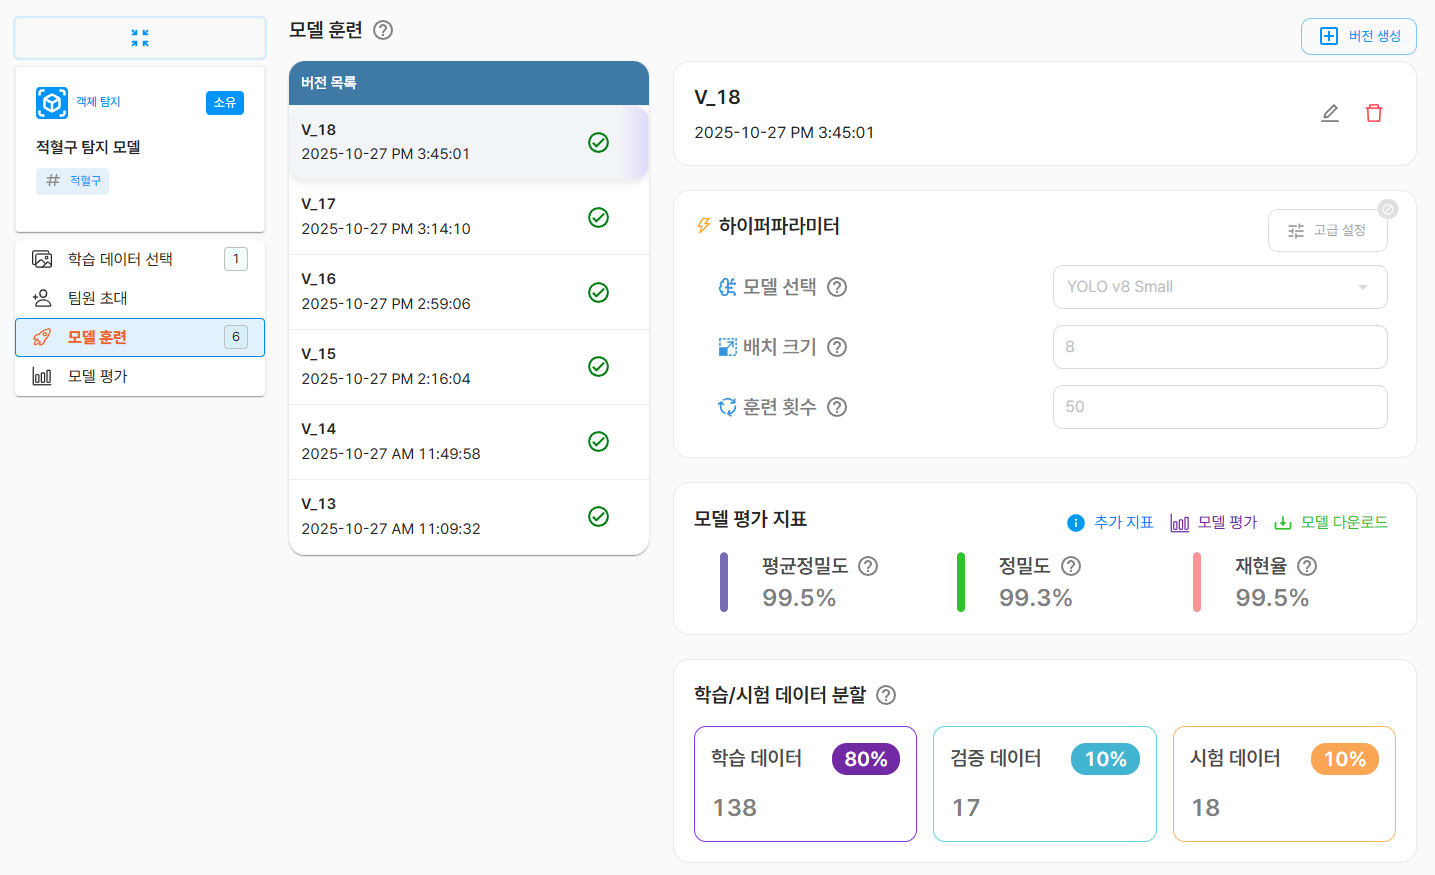 객체 탐지
소유
적혈구 탐지 모델
# 적혈구
학습 데이터 선택 1
팀원 초대
모델 훈련 6
모델 평가
모델 훈련 ?
버전 생성
버전 목록
V_18
2025-10-27 PM 3:45:01
V_17
2025-10-27 PM 3:14:10
V_16
2025-10-27 PM 2:59:06
V_15
2025-10-27 PM 2:16:04
V_14
2025-10-27 AM 11:49:58
V_13
2025-10-27 AM 11:09:32
V_18
2025-10-27 PM 3:45:01
하이퍼파라미터
고급 설정
모델 선택 ?
YOLO v8 Small
배치 크기 ?
8
훈련 횟수 ?
50
모델 평가 지표
추가 지표
모델 평가
모델 다운로드
평균정밀도 ?
99.5%
정밀도 ?
99.3%
재현율 ?
99.5%
학습/시험 데이터 분할 ?
학습 데이터 80%
138
검증 데이터 10%
17
시험 데이터 10%
18